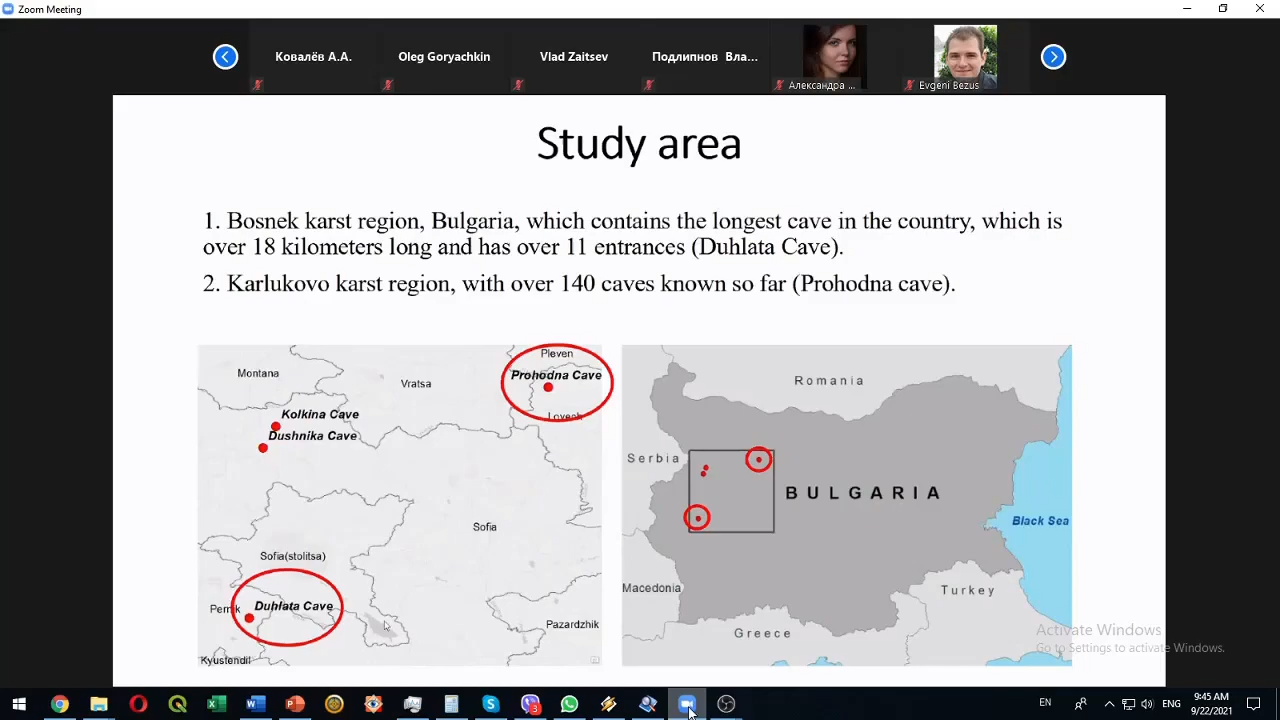 Zoom Meeting
Ковалёв А.А.
Oleg Goryachkin
Vlad Zaitsev
Подлипнов Вла...
Александра ...
Evgeni Bezus
Study area
1. Bosnek karst region, Bulgaria, which contains the longest cave in the country, which is
over 18 kilometers long and has over 11 entrances (Duhlata Cave).
2. Karlukovo karst region, with over 140 caves known so far (Prohodna cave).
Pleven
Montana
Prohodna Cave
Vratsa
Kolkina Cave
Lovech
Dushnika Cave
Sofia
Sofia(stolitsa)
Pernik
Duhlata Cave
Pazardzhik
Kyustendil
Romania
Serbia
BULGARIA
Black Sea
Macedonia
Turkey
Greece
Activate Windows
Go to Settings to activate Windows.
3
EN
ENG
9:45 AM
9/22/2021